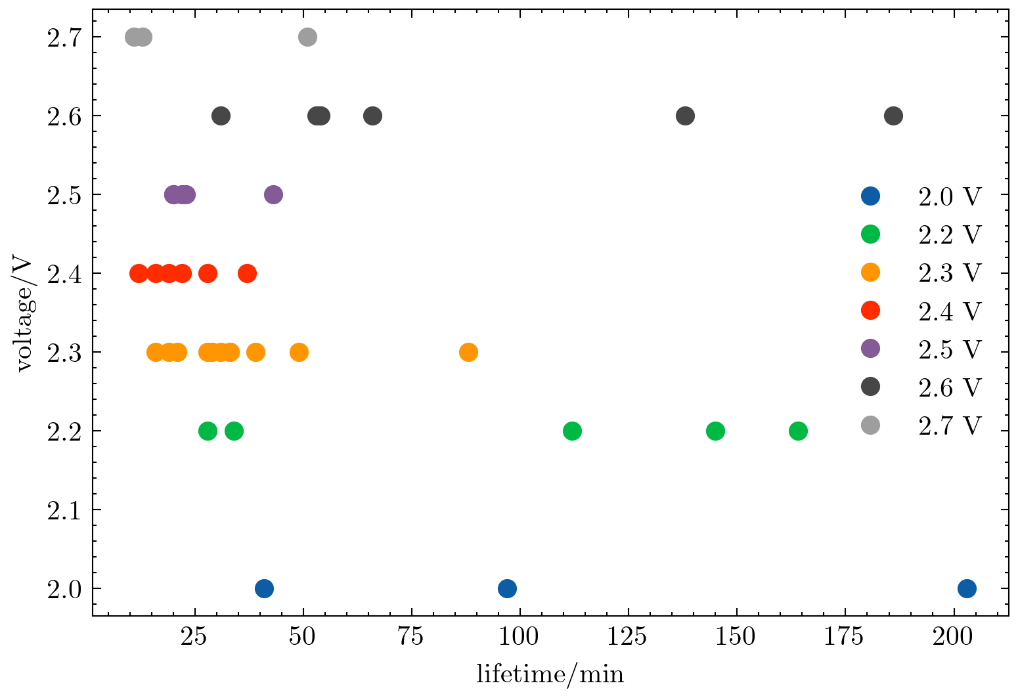 2.7
2.6
2.5
2.4
2.3
2.2
2.1
2.0
voltage/V
25
50
75
100
125
150
175
200
lifetime/min
2.0 V
2.2 V
2.3 V
2.4 V
2.5 V
2.6 V
2.7 V